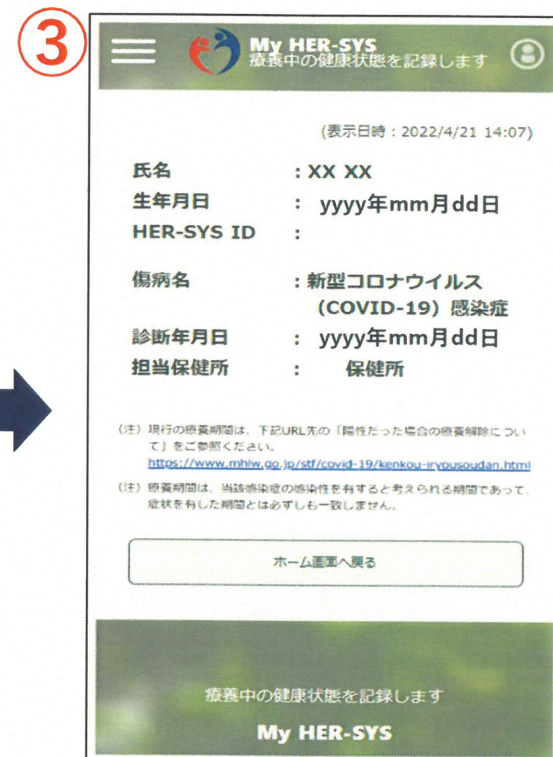 ③
My HER-SYS
療養中の健康状態を記録します
(表示日時：2022/4/21 14:07)
氏名 ：XX XX
生年月日 ： yyyy年mm月dd日
HER-SYS ID ：
傷病名 ：新型コロナウイルス
（COVID-19）感染症
診断年月日 ： yyyy年mm月dd日
担当保健所 ： 保健所
（注）現行の療養期間は、下記URL先の「陽性だった場合の療養解除につい
て」をご参照ください。
https://www.mhlw.go.jp/stf/covid-19/kenkou-iryousoudan.html
（注）療養期間は、当該感染症の感染性を有すると考えられる期間であって、
症状を有した期間とは必ずしも一致しません。
ホーム画面へ戻る
療養中の健康状態を記録します
My HER-SYS